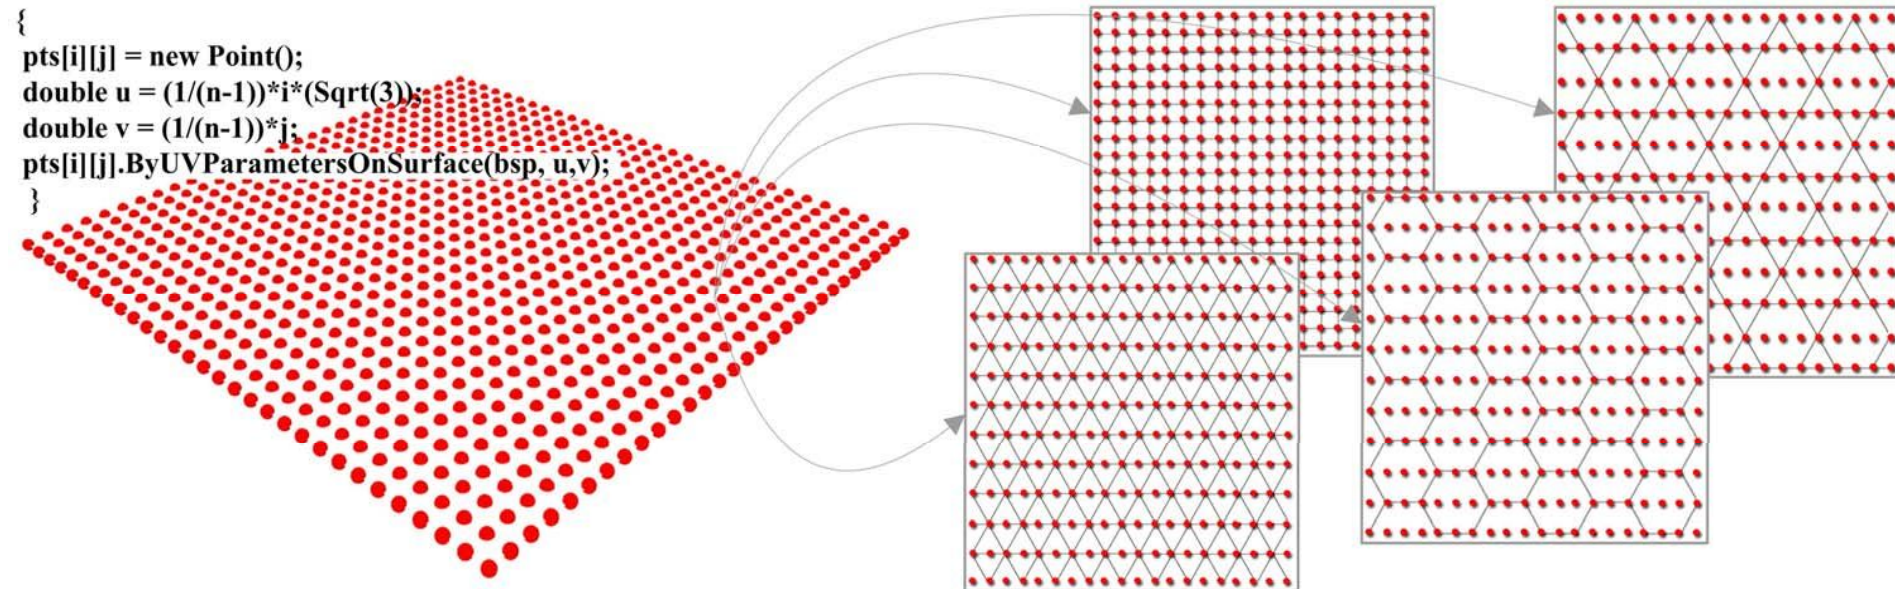 {
pts[i][j] = new Point();
double u = (1/(n-1))*i*(Sqrt(3));
double v = (1/(n-1))*j;
pts[i][j].ByUVParametersOnSurface(bsp, u,v);
}